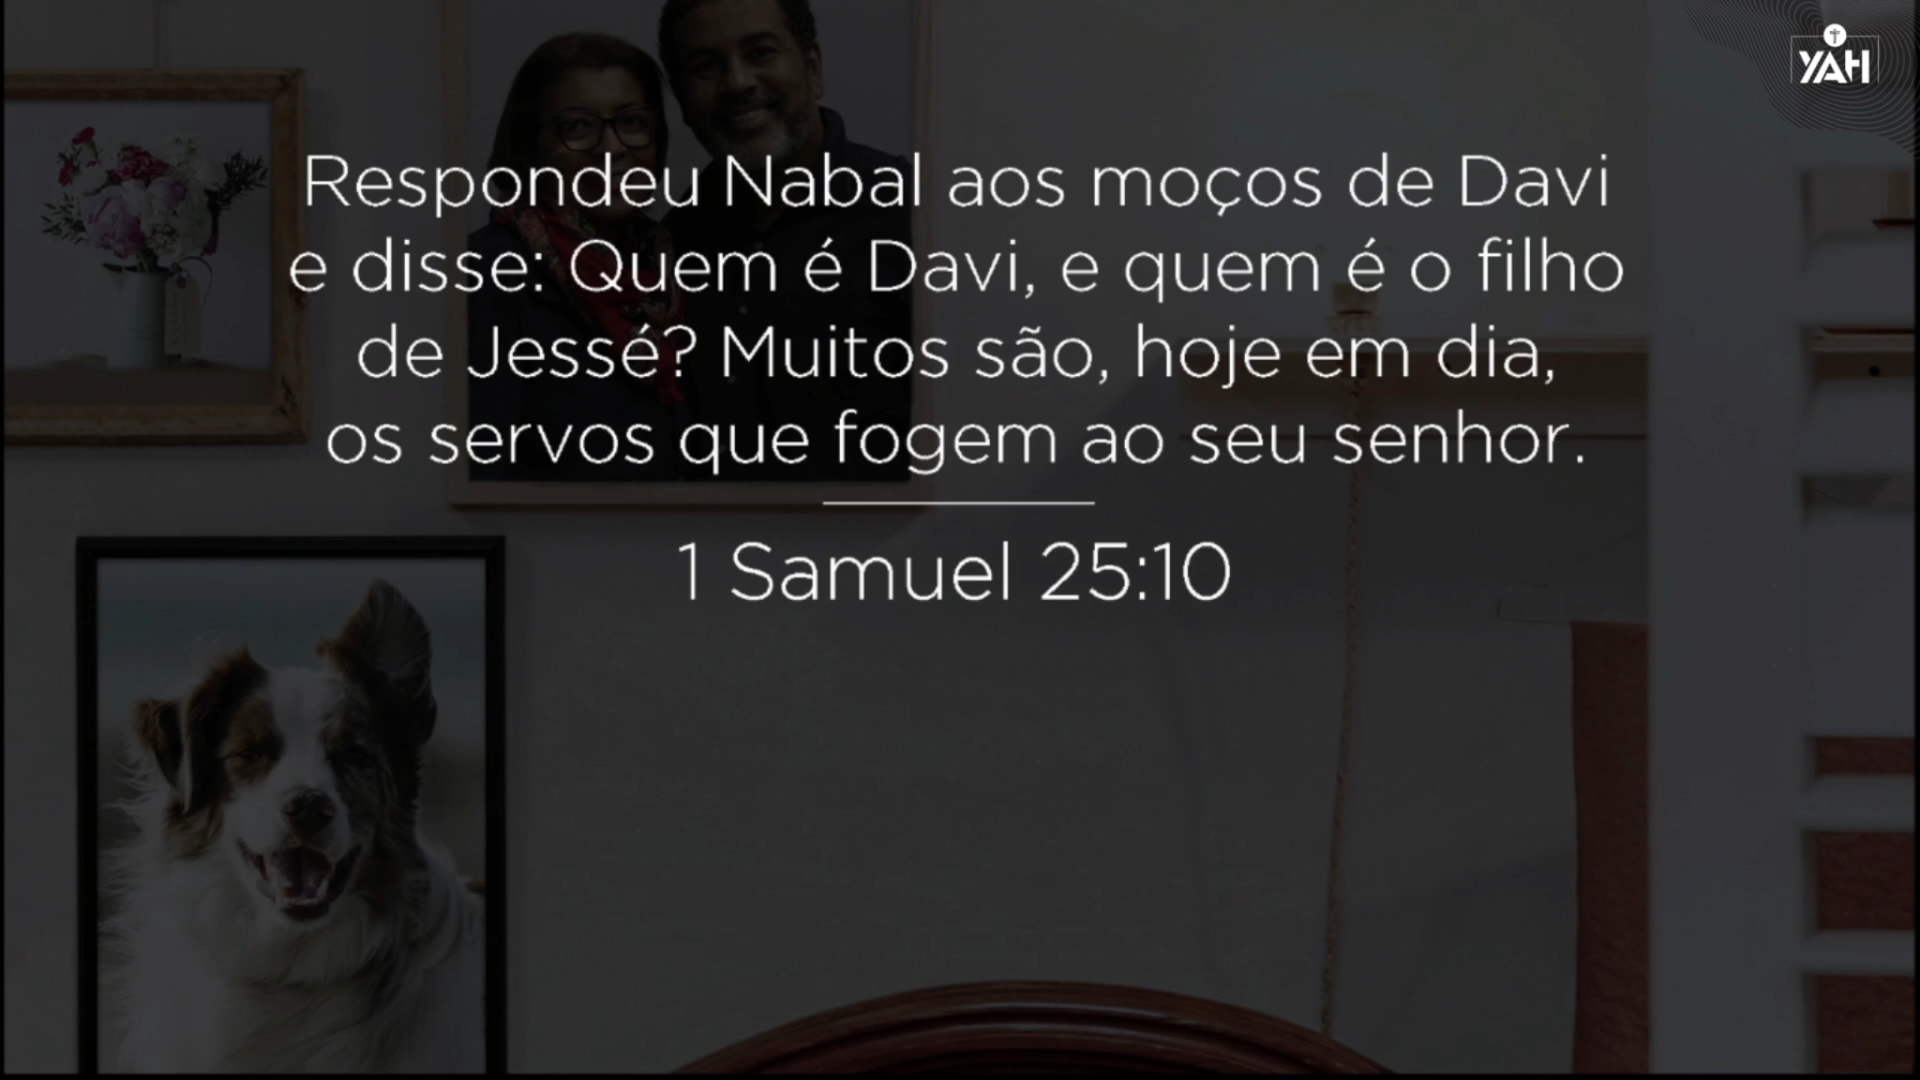 YAH
Respondeu Nabal aos moços de Davi
e disse: Quem é Davi, e quem é o filho
de Jessé? Muitos são, hoje em dia,
os servos que fogem ao seu senhor.
1 Samuel 25:10